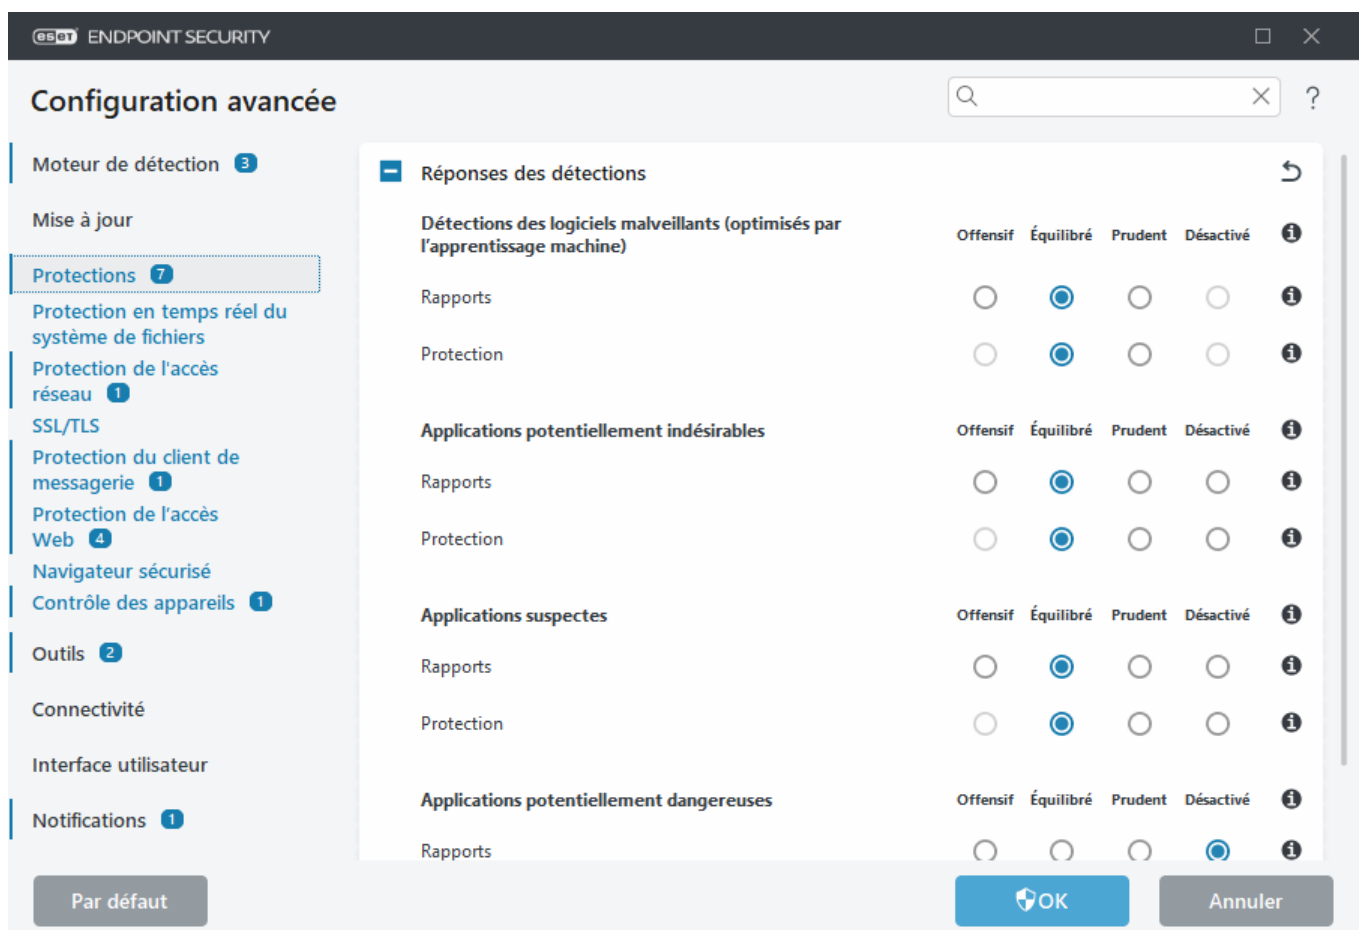 eset ENDPOINT SECURITY
Configuration avancée
?
Moteur de détection 3
Mise à jour
Protections 7
Protection en temps réel du
système de fichiers
Protection de l'accès
réseau 1
SSL/TLS
Protection du client de
messagerie 1
Protection de l'accès
Web 4
Navigateur sécurisé
Contrôle des appareils 1
Outils 2
Connectivité
Interface utilisateur
Notifications 1
Réponses des détections
Détections des logiciels malveillants (optimisés par
l'apprentissage machine)
Offensif Équilibré Prudent Désactivé
Rapports
Protection
Applications potentiellement indésirables Offensif Équilibré Prudent Désactivé
Rapports
Protection
Applications suspectes Offensif Équilibré Prudent Désactivé
Rapports
Protection
Applications potentiellement dangereuses Offensif Équilibré Prudent Désactivé
Rapports
Par défaut
OK
Annuler